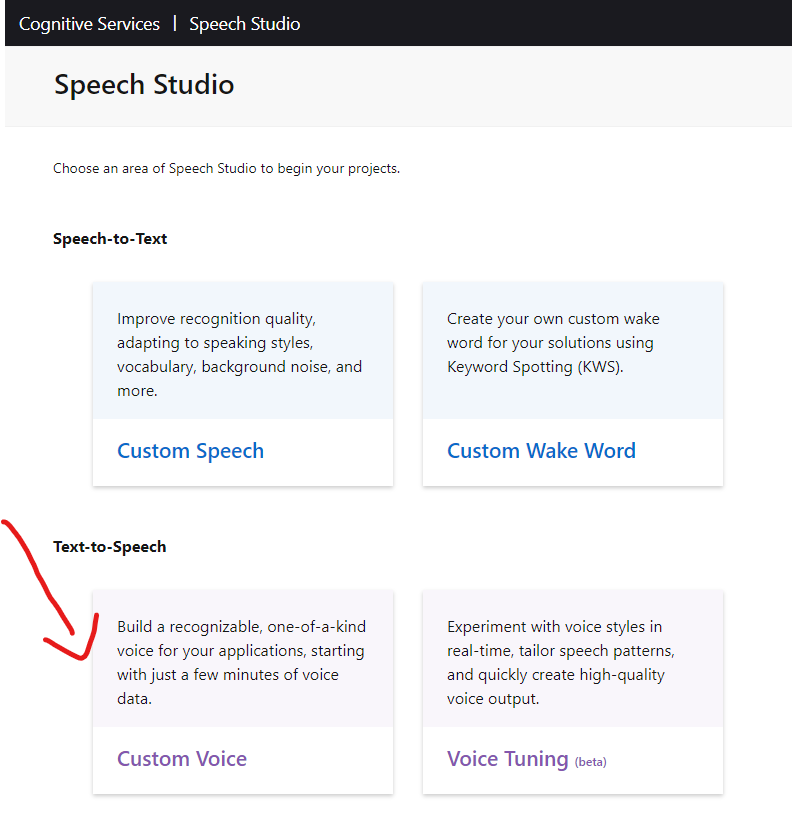 Cognitive Services | Speech Studio
Speech Studio
Choose an area of Speech Studio to begin your projects.
Speech-to-Text
Improve recognition quality,
adapting to speaking styles,
vocabulary, background noise, and
more.
Custom Speech
Create your own custom wake
word for your solutions using
Keyword Spotting (KWS).
Custom Wake Word
Text-to-Speech
Build a recognizable, one-of-a-kind
voice for your applications, starting
with just a few minutes of voice
data.
Custom Voice
Experiment with voice styles in
real-time, tailor speech patterns,
and quickly create high-quality
voice output.
Voice Tuning (beta)